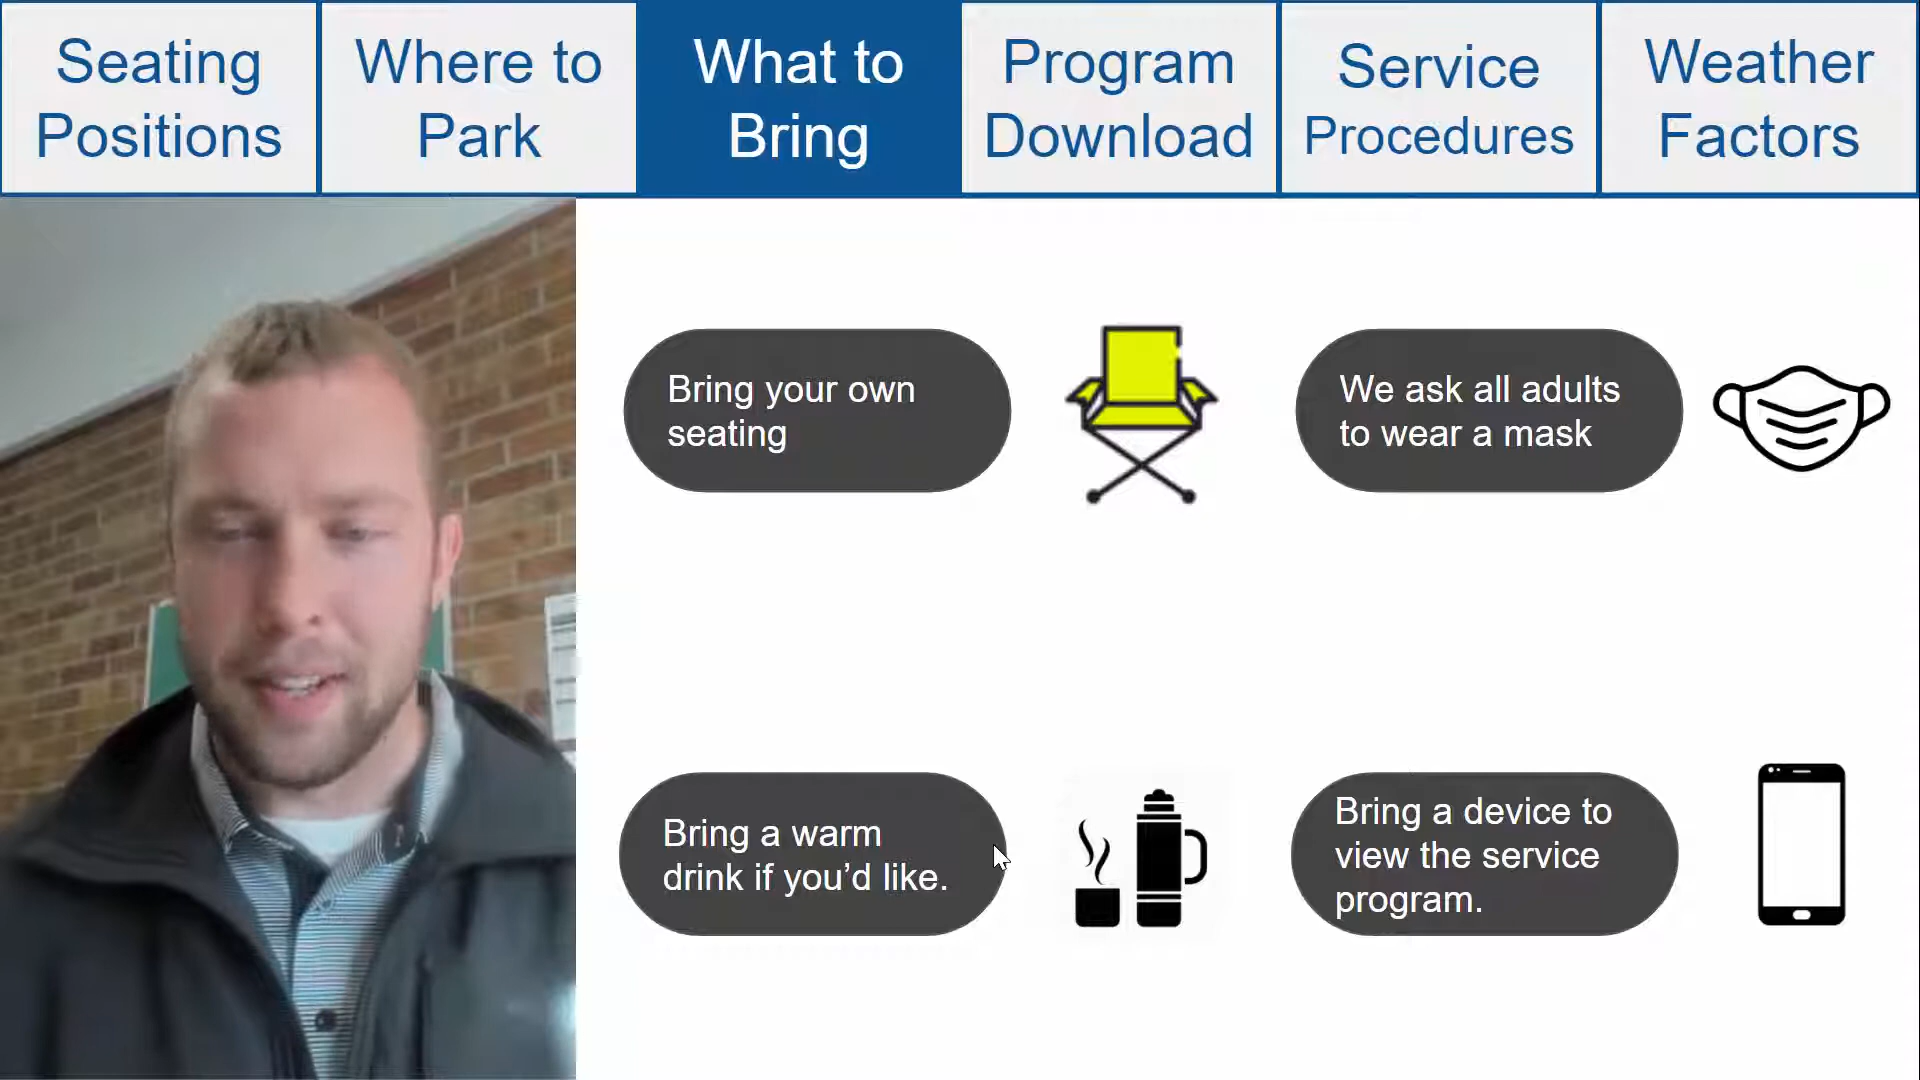 Seating
Positions
Where to
Park
What to
Bring
Program
Download
Service
Procedures
Weather
Factors
Bring your own
seating
We ask all adults
to wear a mask
Bring a warm
drink if you’d like.
Bring a device to
view the service
program.